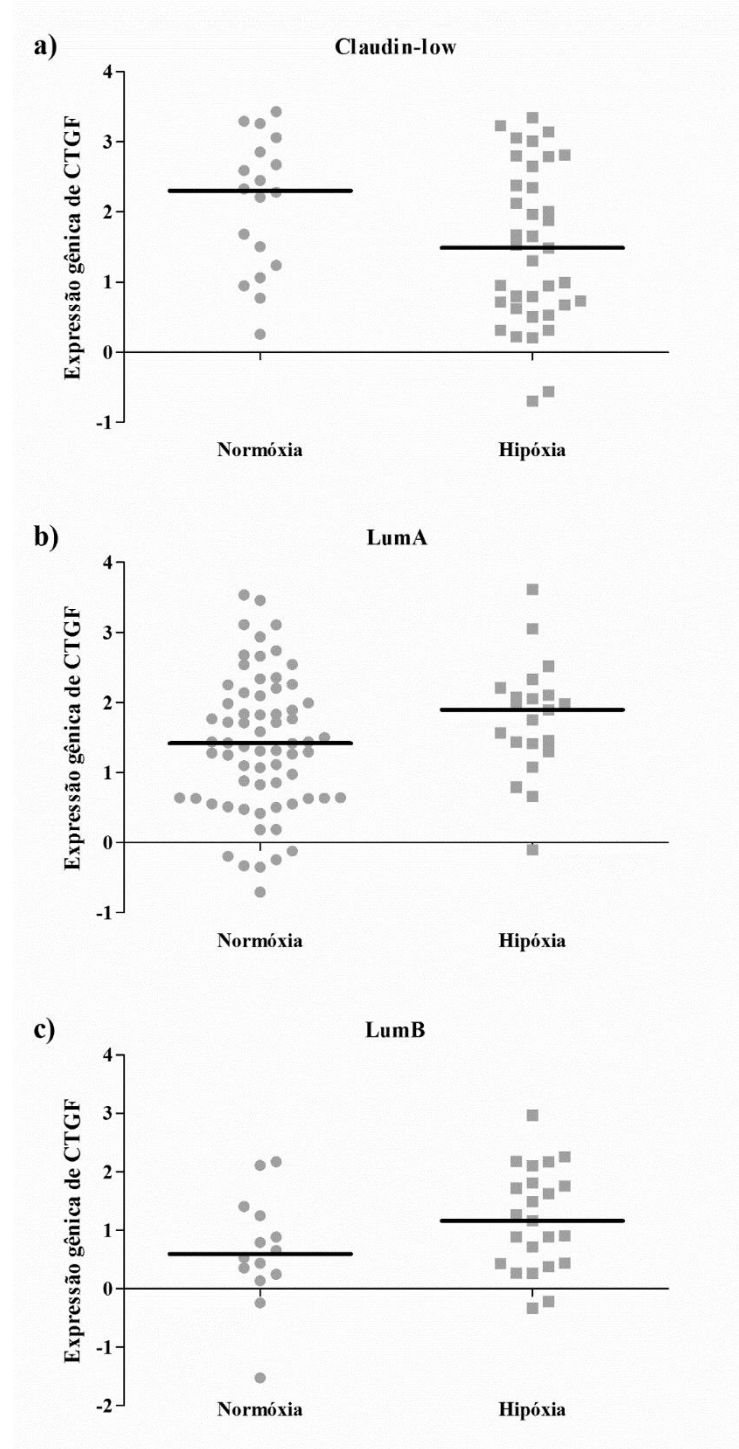 a)
Claudin-low
Expressão gênica de CTGF
4
3
2
1
0
-1
Normóxia
Hipóxia
b)
LumA
Expressão gênica de CTGF
4
3
2
1
0
-1
Normóxia
Hipóxia
c)
LumB
Expressão gênica de CTGF
4
3
2
1
0
-1
-2
Normóxia
Hipóxia